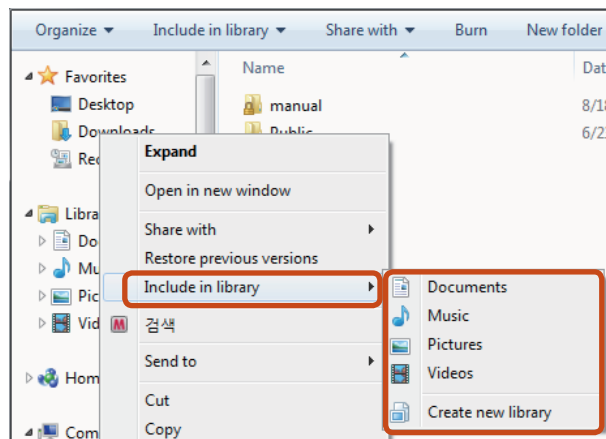 Organize Include in library Share with Burn New folder
Favorites
Desktop
Downloads
Name
manual
Public
Expand
Open in new window
Share with
Restore previous versions
Include in library
검색
Send to
Cut
Copy
Documents
Music
Pictures
Videos
Create new library